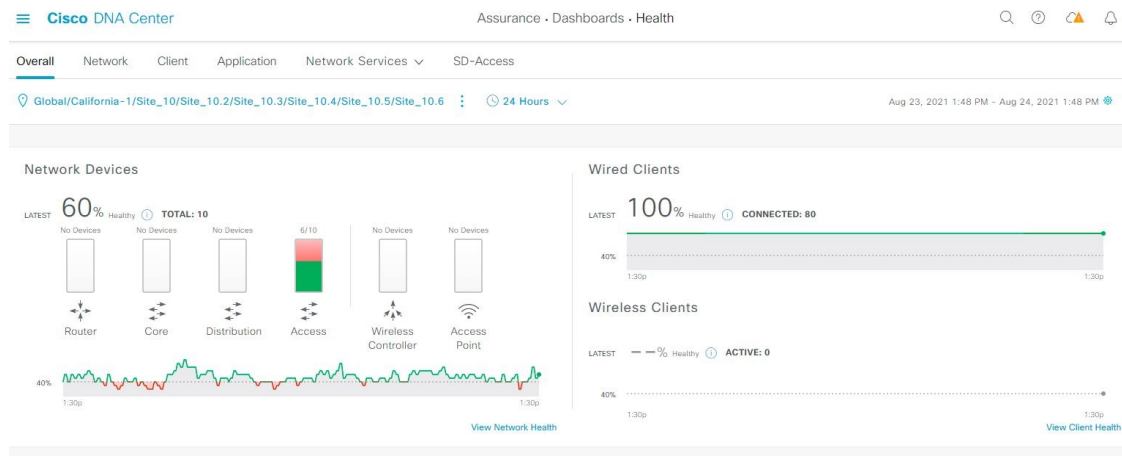 Cisco DNA Center
Assurance · Dashboards · Health
Overall Network Client Application Network Services SD-Access
Global/California-1/Site_10/Site_10.2/Site_10.3/Site_10.4/Site_10.5/Site_10.6
24 Hours
Aug 23, 2021 1:48 PM - Aug 24, 2021 1:48 PM
Network Devices
LATEST 60% Healthy TOTAL: 10
No Devices No Devices No Devices 6/10 No Devices No Devices
Router Core Distribution Access Wireless Controller Access Point
40%
1:30p 1:30p
View Network Health
Wired Clients
LATEST 100% Healthy CONNECTED: 80
40%
1:30p 1:30p
Wireless Clients
LATEST – –% Healthy ACTIVE: 0
40%
1:30p 1:30p
View Client Health